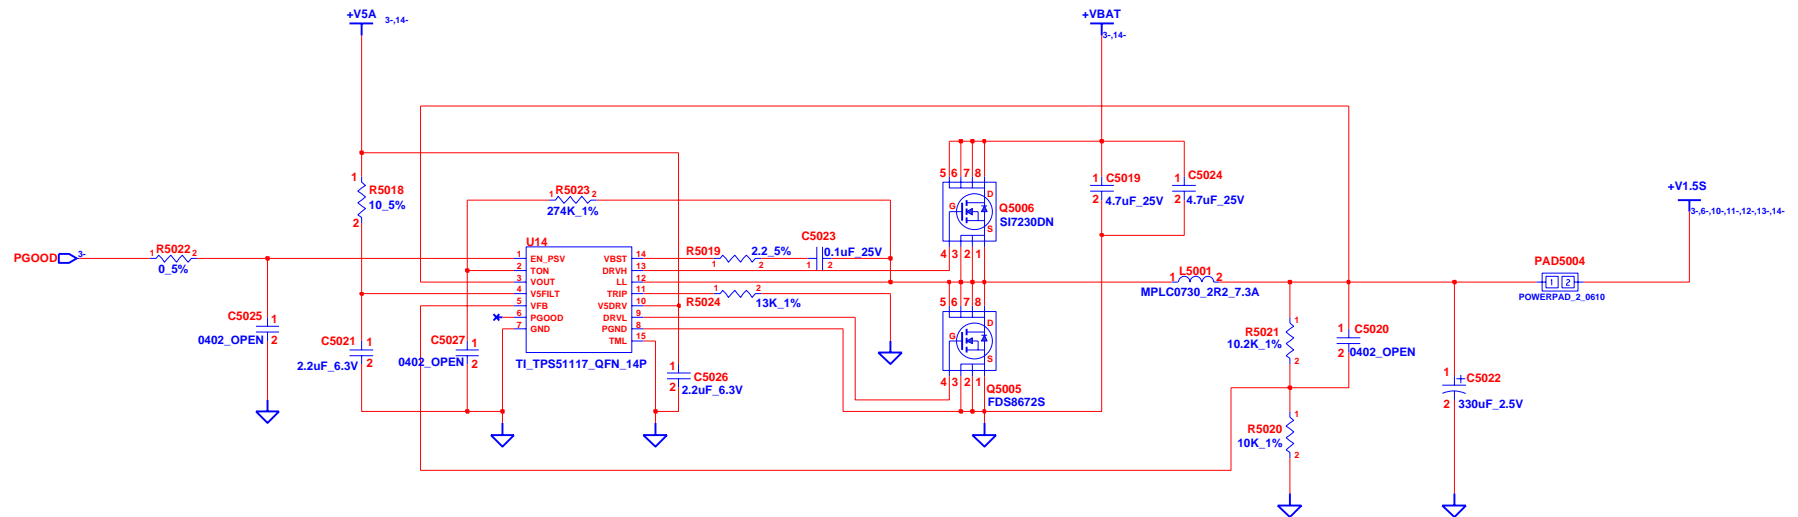 +V5A 3-,14-
+VBAT
3-,14-
1
R5018
10_5%
2
1 R5023 2
274K_1%
PGOOD 3-
1 R5022 2
0_5%
U14
1 EN_PSV VBST 14
2 TON DRVH 13
3 VOUT LL 12
4 V5FILT TRIP 11
5 VFB V5DRV 10
6 PGOOD DRVL 9
7 GND PGND 8
TML 15
TI_TPS51117_QFN_14P
R5019 2.2_5%
1 2
C5023
0.1uF_25V
1 2
R5024
1 2
13K_1%
5 6 7 8
D
G
S
Q5006
SI7230DN
4 3 2 1
5 6 7 8
D
G
S
4 3 2 1
Q5005
FDS8672S
1 C5019
2 4.7uF_25V
1 C5024
2 4.7uF_25V
+V1.5S
3-,6-,10-,11-,12-,13-,14-
1 L5001 2
MPLC0730_2R2_7.3A
PAD5004
1 2
POWERPAD_2_0610
C5025 1
0402_OPEN 2
C5021 1
2.2uF_6.3V 2
C5027 1
0402_OPEN 2
1 C5026
2 2.2uF_6.3V
1
R5021
10.2K_1%
2
1 C5020
2 0402_OPEN
1
R5020
10K_1%
2
1 + C5022
2 330uF_2.5V